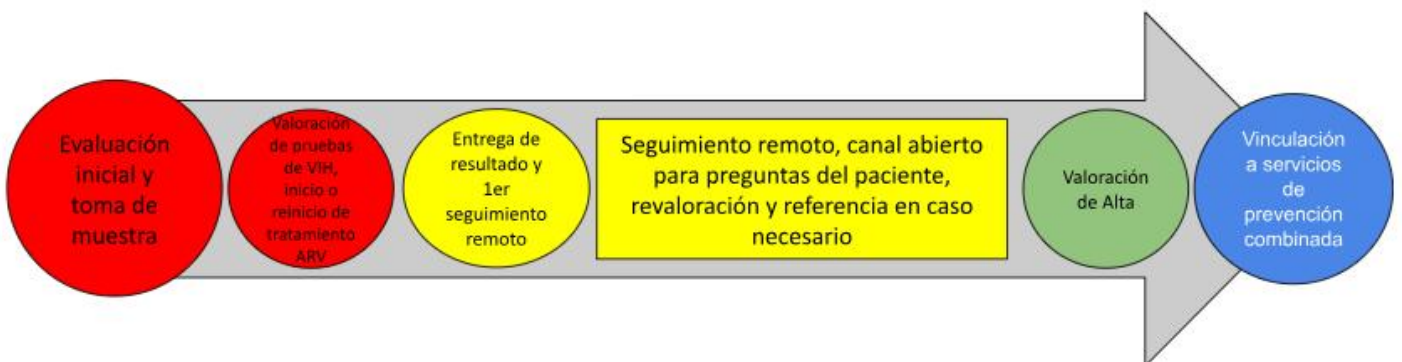 Evaluación
inicial y
toma de
muestra
Valoración
de pruebas
de VIH,
inicio o
reinicio de
tratamiento
ARV
Entrega de
resultado y
1er
seguimiento
remoto
Seguimiento remoto, canal abierto
para preguntas del paciente,
revaloración y referencia en caso
necesario
Valoración
de Alta
Vinculación
a servicios
de
prevención
combinada